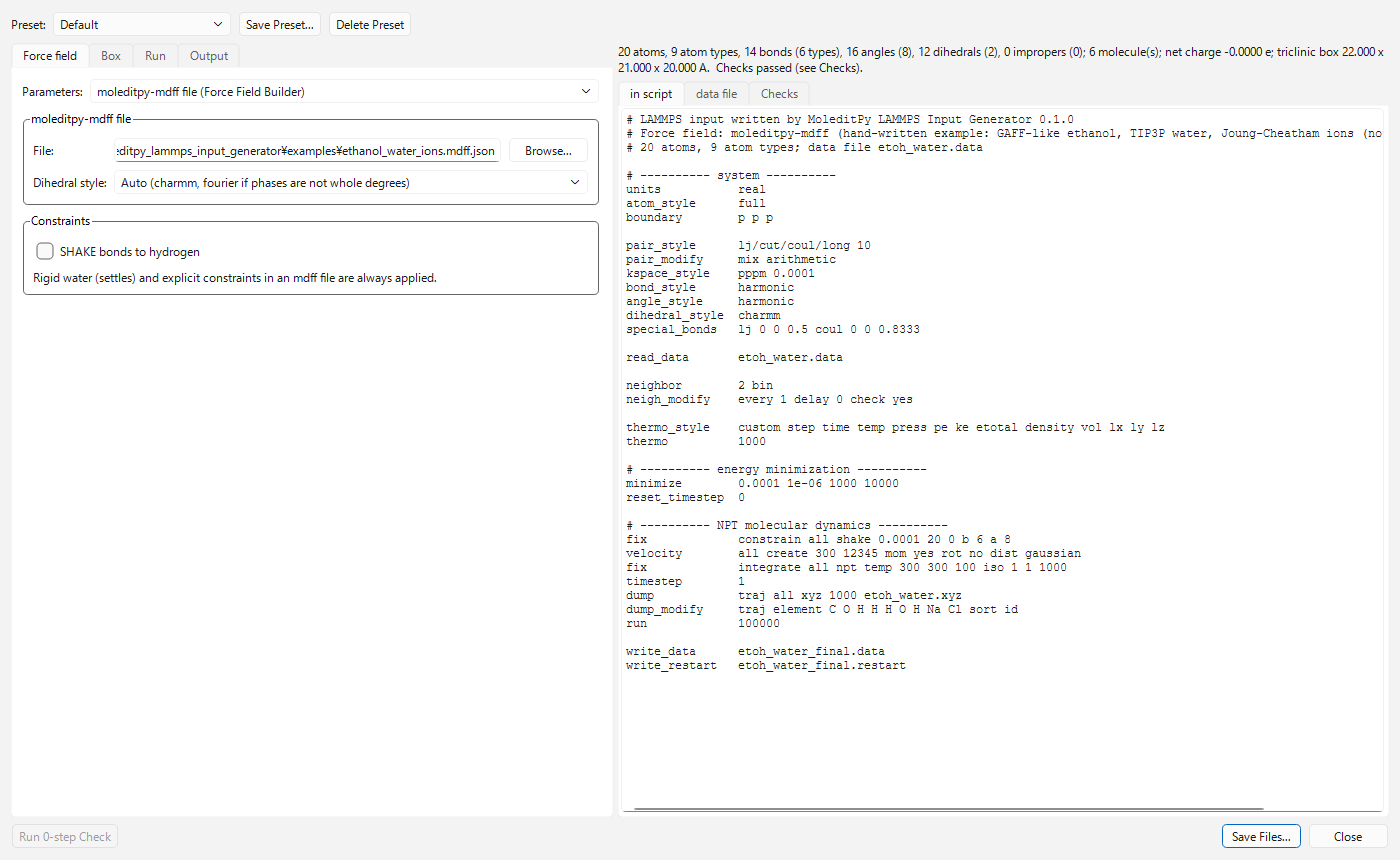 Preset: Default Save Preset... Delete Preset
Force field Box Run Output
Parameters: moleditpy-mdff file (Force Field Builder)
moleditpy-mdff file
File: editpy_lammps_input_generator¥examples¥ethanol_water_ions.mdff.json Browse...
Dihedral style: Auto (charmm, fourier if phases are not whole degrees)
Constraints
SHAKE bonds to hydrogen
Rigid water (settles) and explicit constraints in an mdff file are always applied.
20 atoms, 9 atom types, 14 bonds (6 types), 16 angles (8), 12 dihedrals (2), 0 impropers (0); 6 molecule(s); net charge -0.0000 e; triclinic box 22.000 x
21.000 x 20.000 A.  Checks passed (see Checks).
in script data file Checks
# LAMMPS input written by MoleditPy LAMMPS Input Generator 0.1.0
# Force field: moleditpy-mdff (hand-written example: GAFF-like ethanol, TIP3P water, Joung-Cheatham ions (no
# 20 atoms, 9 atom types; data file etoh_water.data
# ---------- system ----------
units           real
atom_style      full
boundary        p p p
pair_style      lj/cut/coul/long 10
pair_modify     mix arithmetic
kspace_style    pppm 0.0001
bond_style      harmonic
angle_style     harmonic
dihedral_style  charmm
special_bonds   lj 0 0 0.5 coul 0 0 0.8333
read_data       etoh_water.data
neighbor        2 bin
neigh_modify    every 1 delay 0 check yes
thermo_style    custom step time temp press pe ke etotal density vol lx ly lz
thermo          1000
# ---------- energy minimization ----------
minimize        0.0001 1e-06 1000 10000
reset_timestep  0
# ---------- NPT molecular dynamics ----------
fix             constrain all shake 0.0001 20 0 b 6 a 8
velocity        all create 300 12345 mom yes rot no dist gaussian
fix             integrate all npt temp 300 300 100 iso 1 1 1000
timestep        1
dump            traj all xyz 1000 etoh_water.xyz
dump_modify     traj element C O H H H O H Na Cl sort id
run             100000
write_data      etoh_water_final.data
write_restart   etoh_water_final.restart
Run 0-step Check Save Files... Close